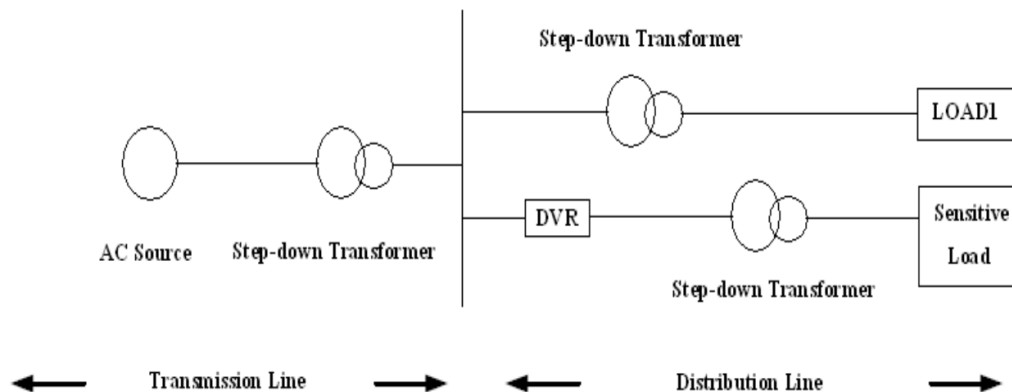 Step-down Transformer
LOAD1
DVR
Sensitive
Load
AC Source
Step-down Transformer
Step-down Transformer
Transmission Line
Distribution Line